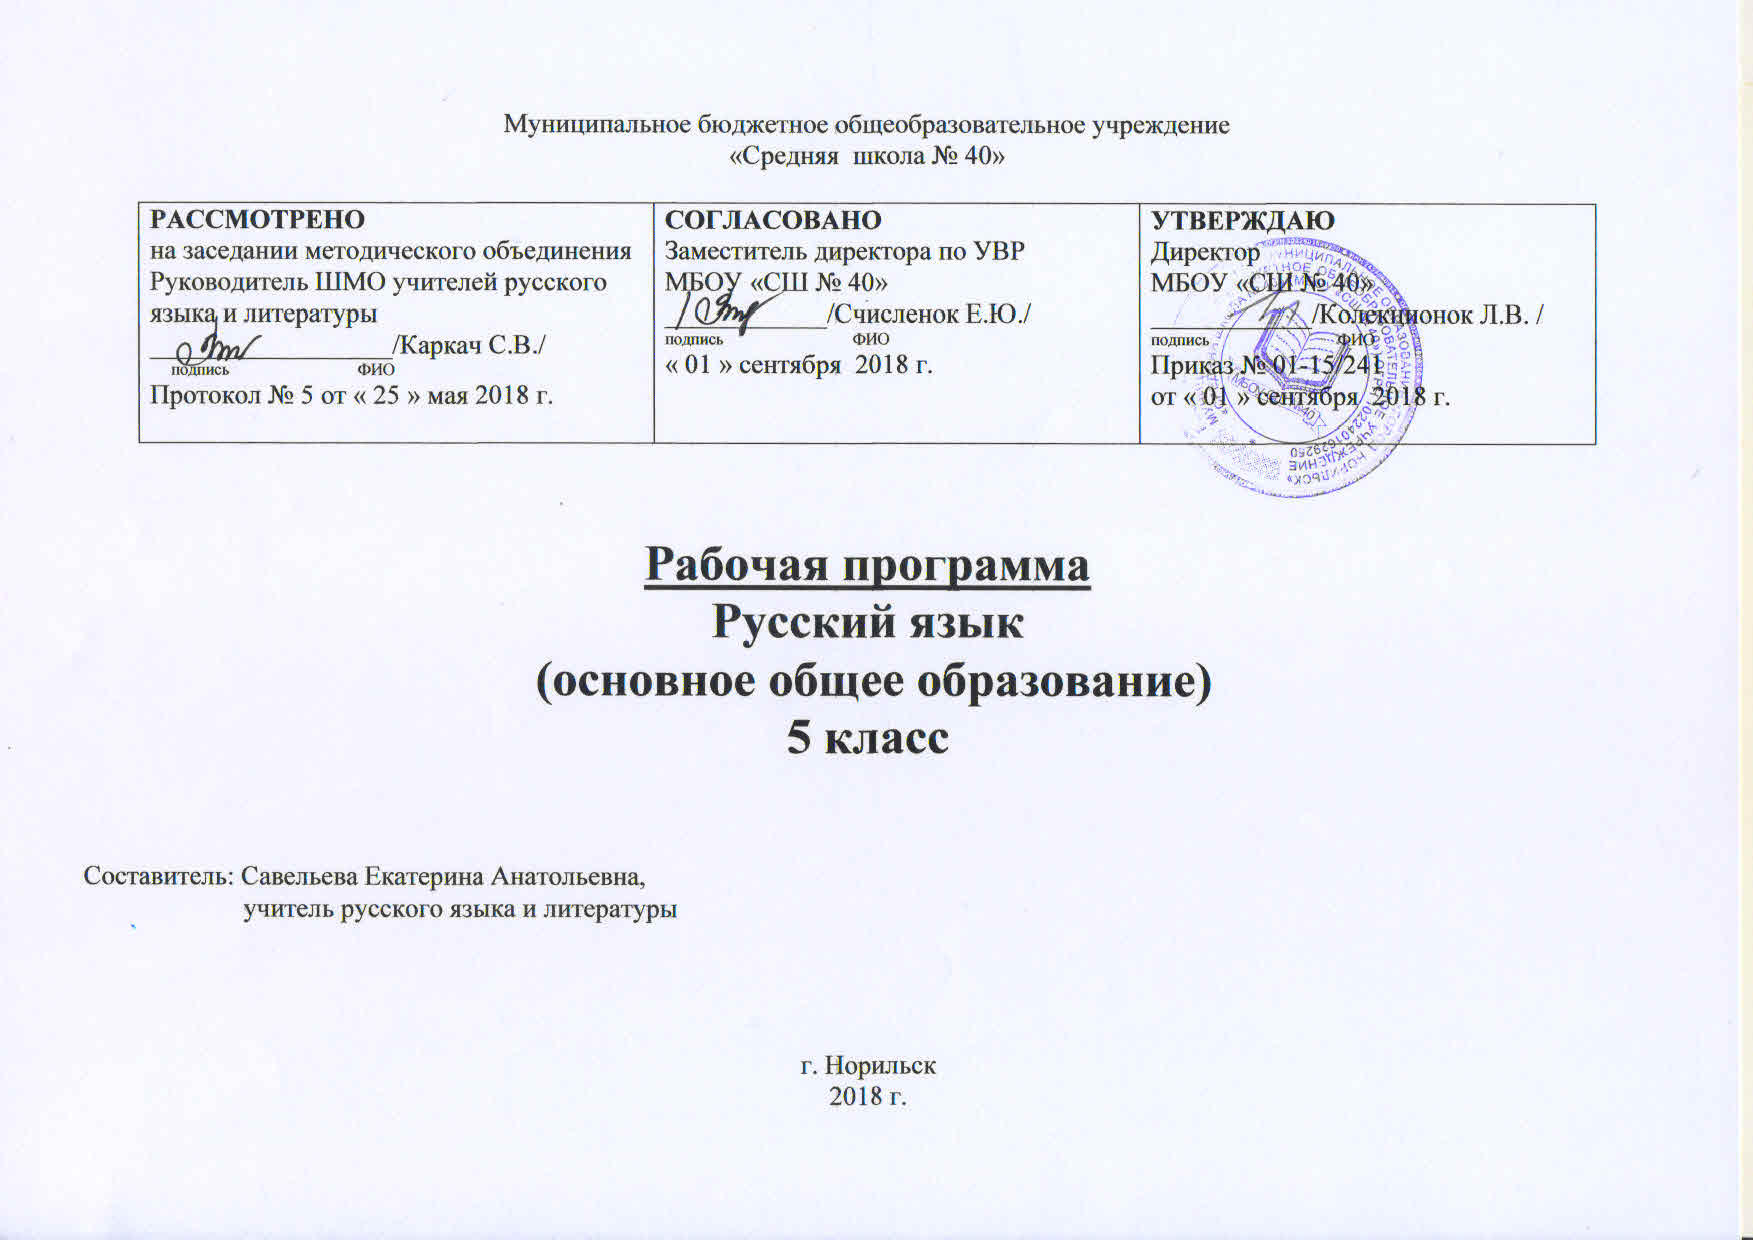 Муниципальное бюджетное общеобразовательное учреждение
«Средняя школа № 40»
РАССМОТРЕНО
на заседании методического объединения
Руководитель ШМО учителей русского
языка и литературы
/Каркач С.В./
подпись ФИО
Протокол № 5 от « 25 » мая 2018 г.
СОГЛАСОВАНО
Заместитель директора по УВР
МБОУ «СШ № 40»
/Счисленок Е.Ю./
подпись ФИО
« 01 » сентября 2018 г.
УТВЕРЖДАЮ
Директор
МБОУ «СШ № 40»
/Колекционок Л.В. /
подпись ФИО
Приказ № 01-15/241
от « 01 » сентября 2018 г.
Рабочая программа
Русский язык
(основное общее образование)
5 класс
Составитель: Савельева Екатерина Анатольевна,
учитель русского языка и литературы
г. Норильск
2018 г.